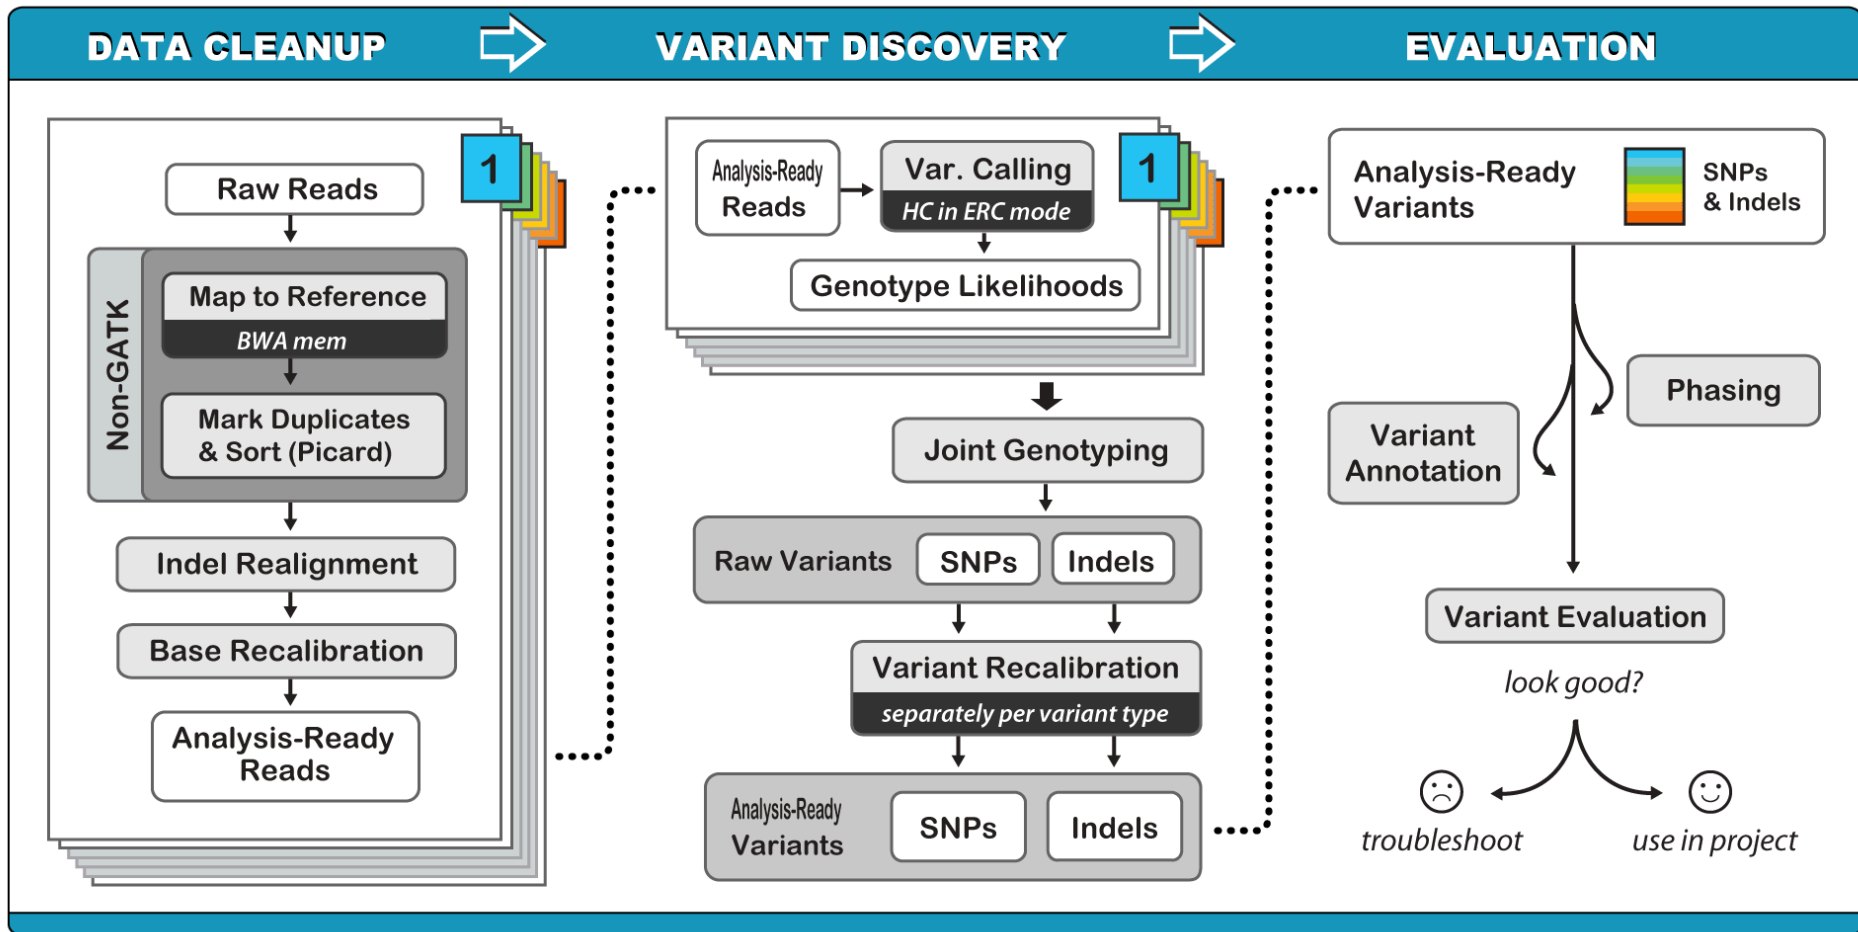 DATA CLEANUP
VARIANT DISCOVERY
EVALUATION
1
Raw Reads
Non-GATK
Map to Reference
BWA mem
Mark Duplicates
& Sort (Picard)
Indel Realignment
Base Recalibration
Analysis-Ready
Reads
1
Analysis-Ready
Reads
Var. Calling
HC in ERC mode
Genotype Likelihoods
Joint Genotyping
Raw Variants
SNPs
Indels
Variant Recalibration
separately per variant type
Analysis-Ready
Variants
SNPs
Indels
Analysis-Ready
Variants
SNPs
& Indels
Phasing
Variant
Annotation
Variant Evaluation
look good?
troubleshoot
use in project